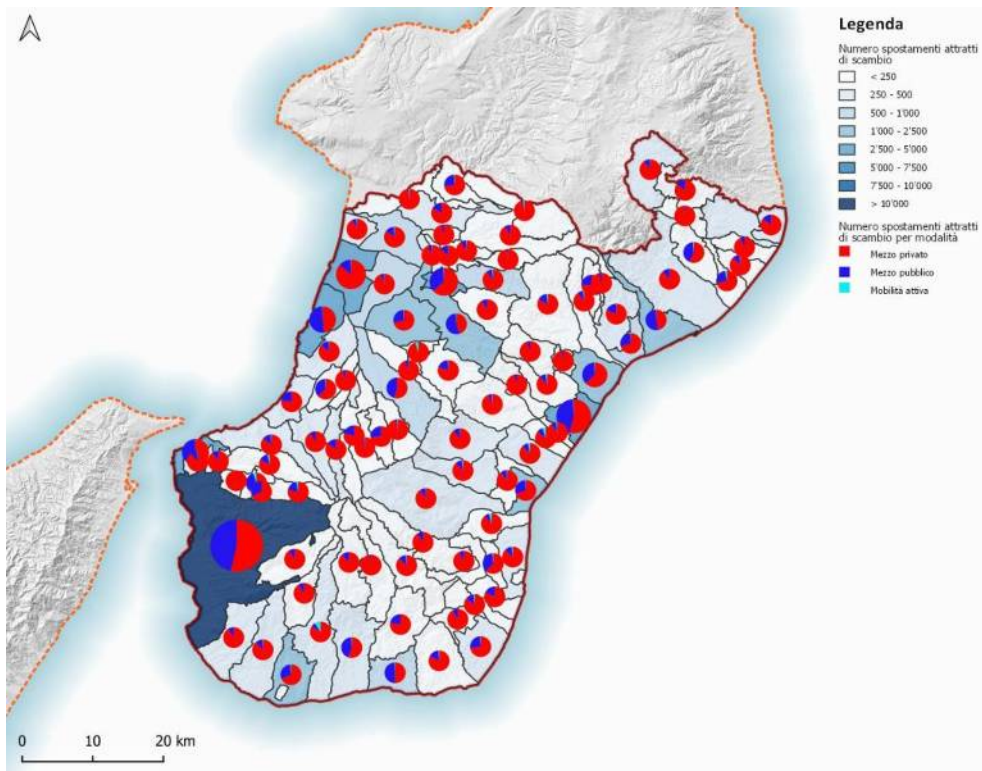 Legenda
Numero spostamenti attratti
di scambio
< 250
250 - 500
500 - 1'000
1'000 - 2'500
2'500 - 5'000
5'000 - 7'500
7'500 - 10'000
> 10'000
Numero spostamenti attratti
di scambio per modalità
Mezzo privato
Mezzo pubblico
Mobilità attiva
0 10 20 km